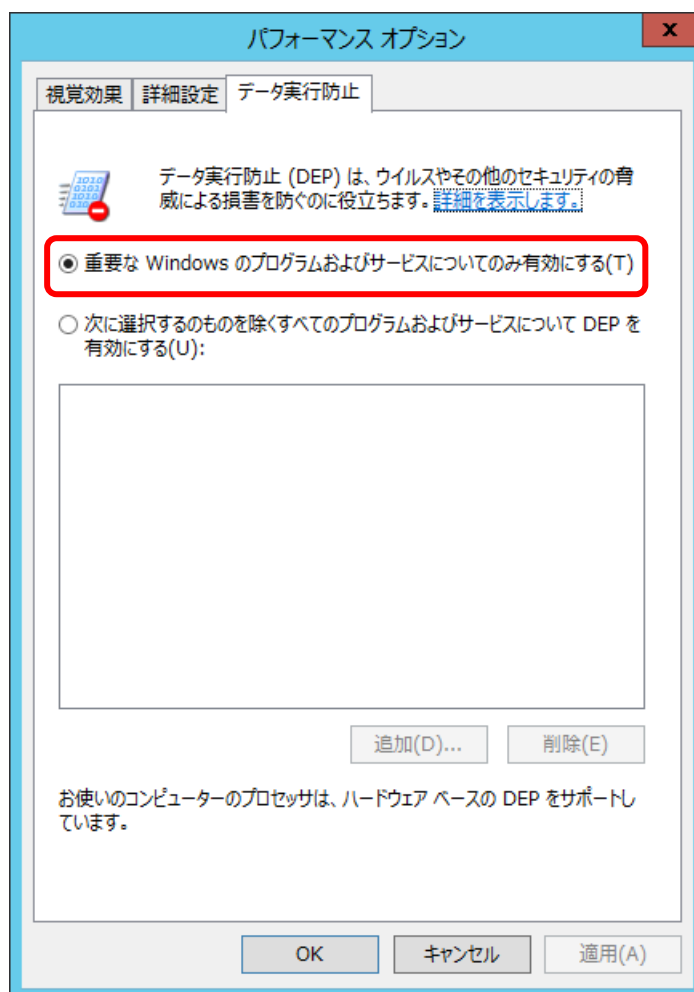 パフォーマンス オプション
x
視覚効果 詳細設定 データ実行防止
データ実行防止 (DEP) は、ウイルスやその他のセキュリティの脅
威による損害を防ぐのに役立ちます。詳細を表示します。
重要な Windows のプログラムおよびサービスについてのみ有効にする(T)
次に選択するのものを除くすべてのプログラムおよびサービスについて DEP を
有効にする(U):
追加(D)... 削除(E)
お使いのコンピューターのプロセッサは、ハードウェア ベースの DEP をサポートし
ています。
OK キャンセル 適用(A)